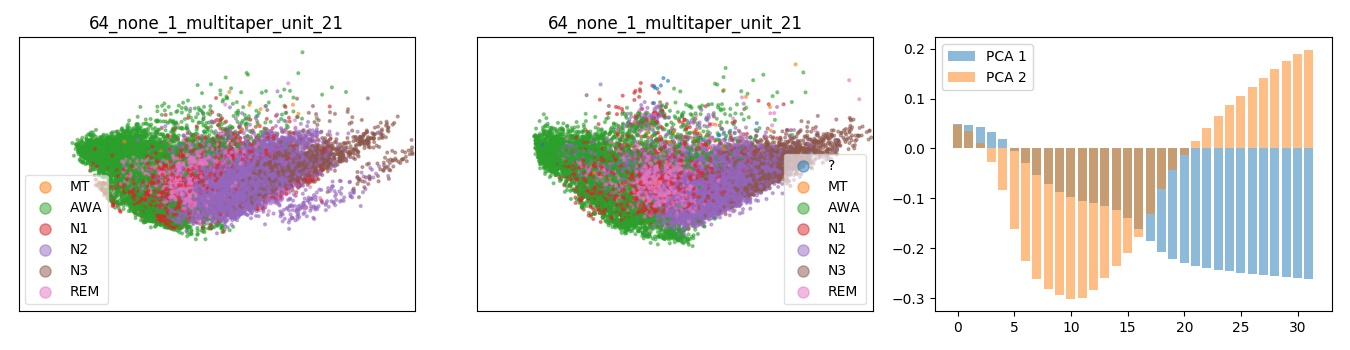 64_none_1_multitaper_unit_21
MT
AWA
N1
N2
N3
REM
64_none_1_multitaper_unit_21
?
MT
AWA
N1
N2
N3
REM
PCA 1
PCA 2
0.2
0.1
0.0
−0.1
−0.2
−0.3
0 5 10 15 20 25 30